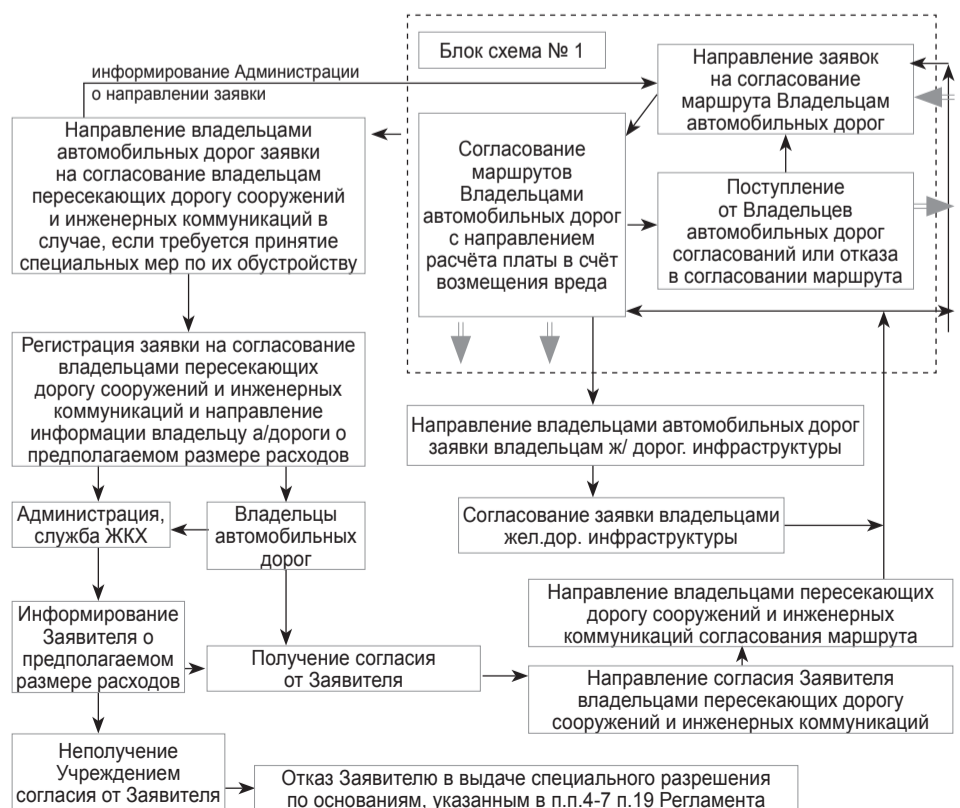 Блок схема № 1
информирование Администрации
о направлении заявки
Направление заявок
на согласование
маршрута Владельцам
автомобильных дорог
Направление владельцами
автомобильных дорог заявки
на согласование владельцам
пересекающих дорогу сооружений
и инженерных коммуникаций в
случае, если требуется принятие
специальных мер по их обустройству
Согласование
маршрутов
Владельцами
автомобильных дорог
с направлением
расчёта платы в счёт
возмещения вреда
Поступление
от Владельцев
автомобильных дорог
согласований или отказа
в согласовании маршрута
Регистрация заявки на согласование
владельцами пересекающих
дорогу сооружений и инженерных
коммуникаций и направление
информации владельцу а/дороги о
предполагаемом размере расходов
Направление владельцами автомобильных дорог
заявки владельцам ж/ дорог. инфраструктуры
Администрация,
служба ЖКХ
Владельцы
автомобильных
дорог
Согласование заявки владельцами
жел.дор. инфраструктуры
Направление владельцами пересекающих
дорогу сооружений и инженерных
коммуникаций согласования маршрута
Информирование
Заявителя о
предполагаемом
размере расходов
Получение согласия
от Заявителя
Направление согласия Заявителя
владельцами пересекающих дорогу
сооружений и инженерных коммуникаций
Неполучение
Учреждением
согласия от Заявителя
Отказ Заявителю в выдаче специального разрешения
по основаниям, указанным в п.п.4-7 п.19 Регламента